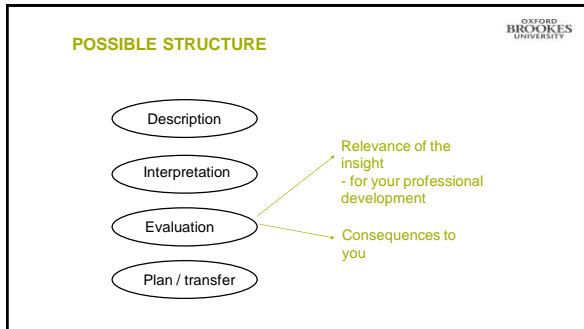 OXFORD
BROOKES
UNIVERSITY
POSSIBLE STRUCTURE
Description
Interpretation
Evaluation
Plan / transfer
Relevance of the
insight
- for your professional
development
Consequences to
you